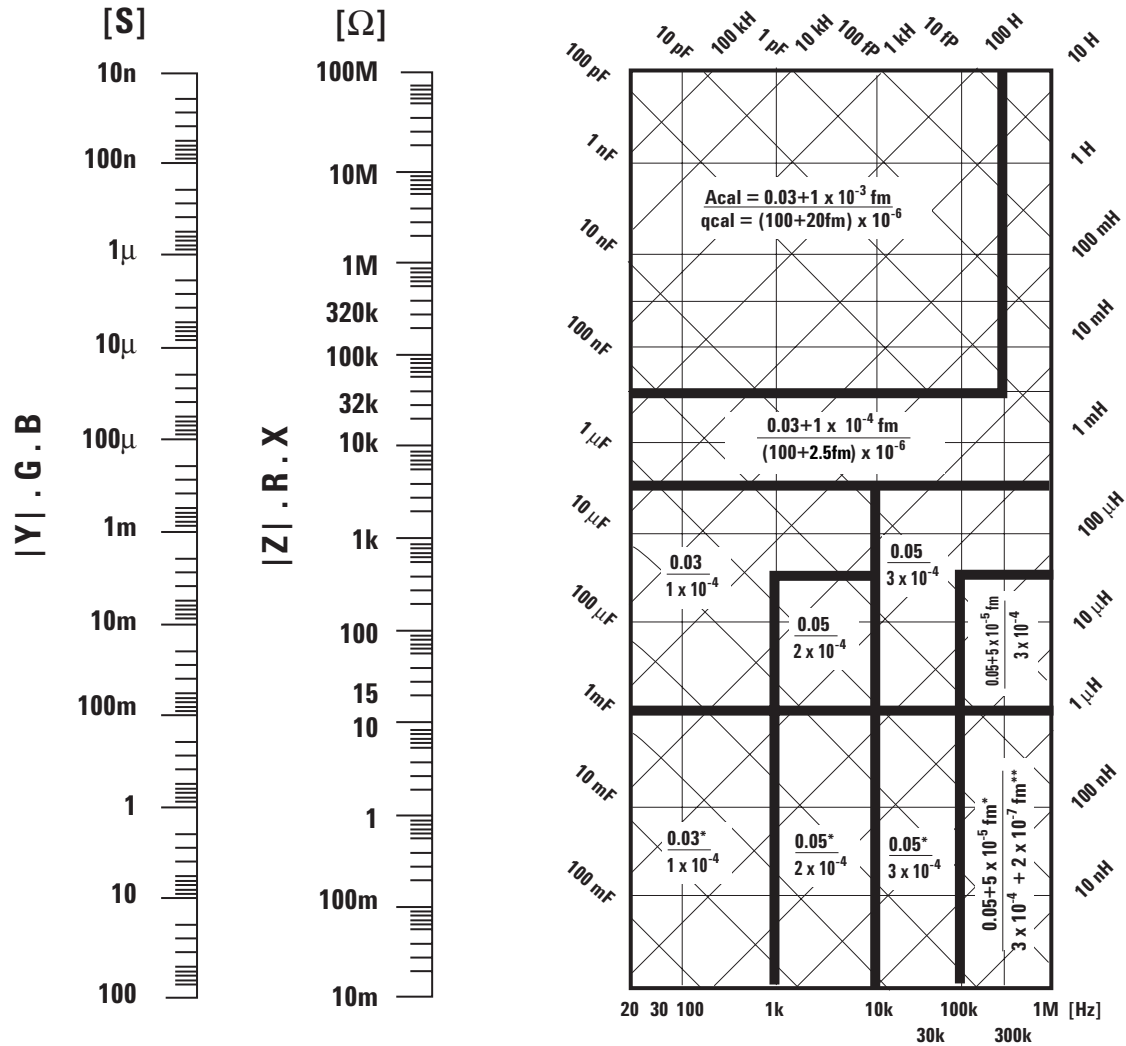 [S]
[Ω]
10n
100n
1μ
10μ
100μ
1m
10m
100m
1
10
100
|Y| . G . B
100M
10M
1M
320k
100k
32k
10k
1k
100
15
10
1
100m
10m
|Z| . R . X
10 pF
100 kH
1 pF
10 kH
100 fP
1 kH
10 fP
100 H
10 H
100 pF
1 nF
10 nF
100 nF
1 μF
10 μF
100 μF
1mF
10 mF
100 mF
1 H
100 mH
10 mH
1 mH
100 μH
10 μH
1 μH
100 nH
10 nH
Acal = 0.03+1 x 10⁻³ fm
qcal = (100+20fm) x 10⁻⁶
0.03+1 x 10⁻⁴ fm
(100+2.5fm) x 10⁻⁶
0.03
1 x 10⁻⁴
0.05
2 x 10⁻⁴
0.05
3 x 10⁻⁴
0.05+5 x 10⁻⁵ fm
3 x 10⁻⁴
0.03*
1 x 10⁻⁴
0.05*
2 x 10⁻⁴
0.05*
3 x 10⁻⁴
0.05+5 x 10⁻⁵ fm*
3 x 10⁻⁴ + 2 x 10⁻⁷ fm**
20 30 100 1k 10k 100k 1M [Hz]
30k 300k